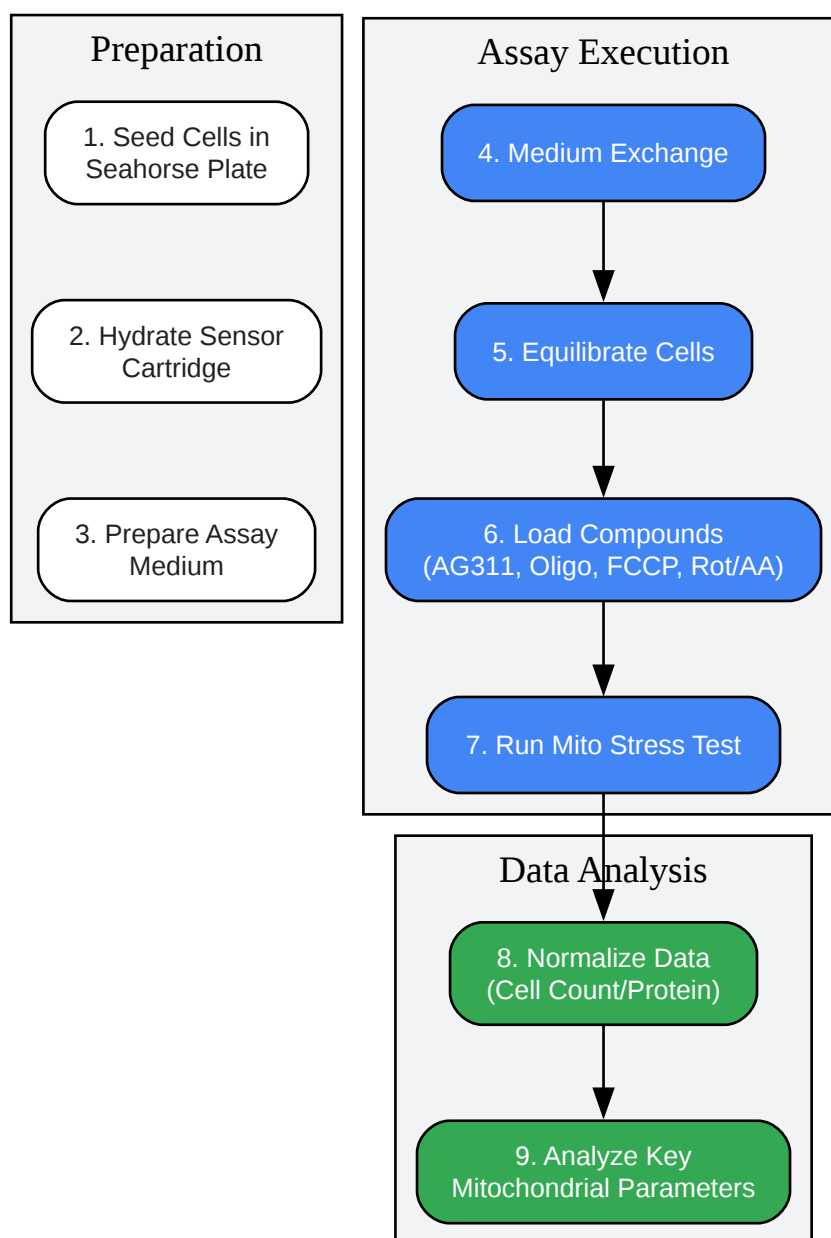 Preparation
1. Seed Cells in
Seahorse Plate
2. Hydrate Sensor
Cartridge
3. Prepare Assay
Medium
Assay Execution
4. Medium Exchange
5. Equilibrate Cells
6. Load Compounds
(AG311, Oligo, FCCP, Rot/AA)
7. Run Mito Stress Test
Data Analysis
8. Normalize Data
(Cell Count/Protein)
9. Analyze Key
Mitochondrial Parameters